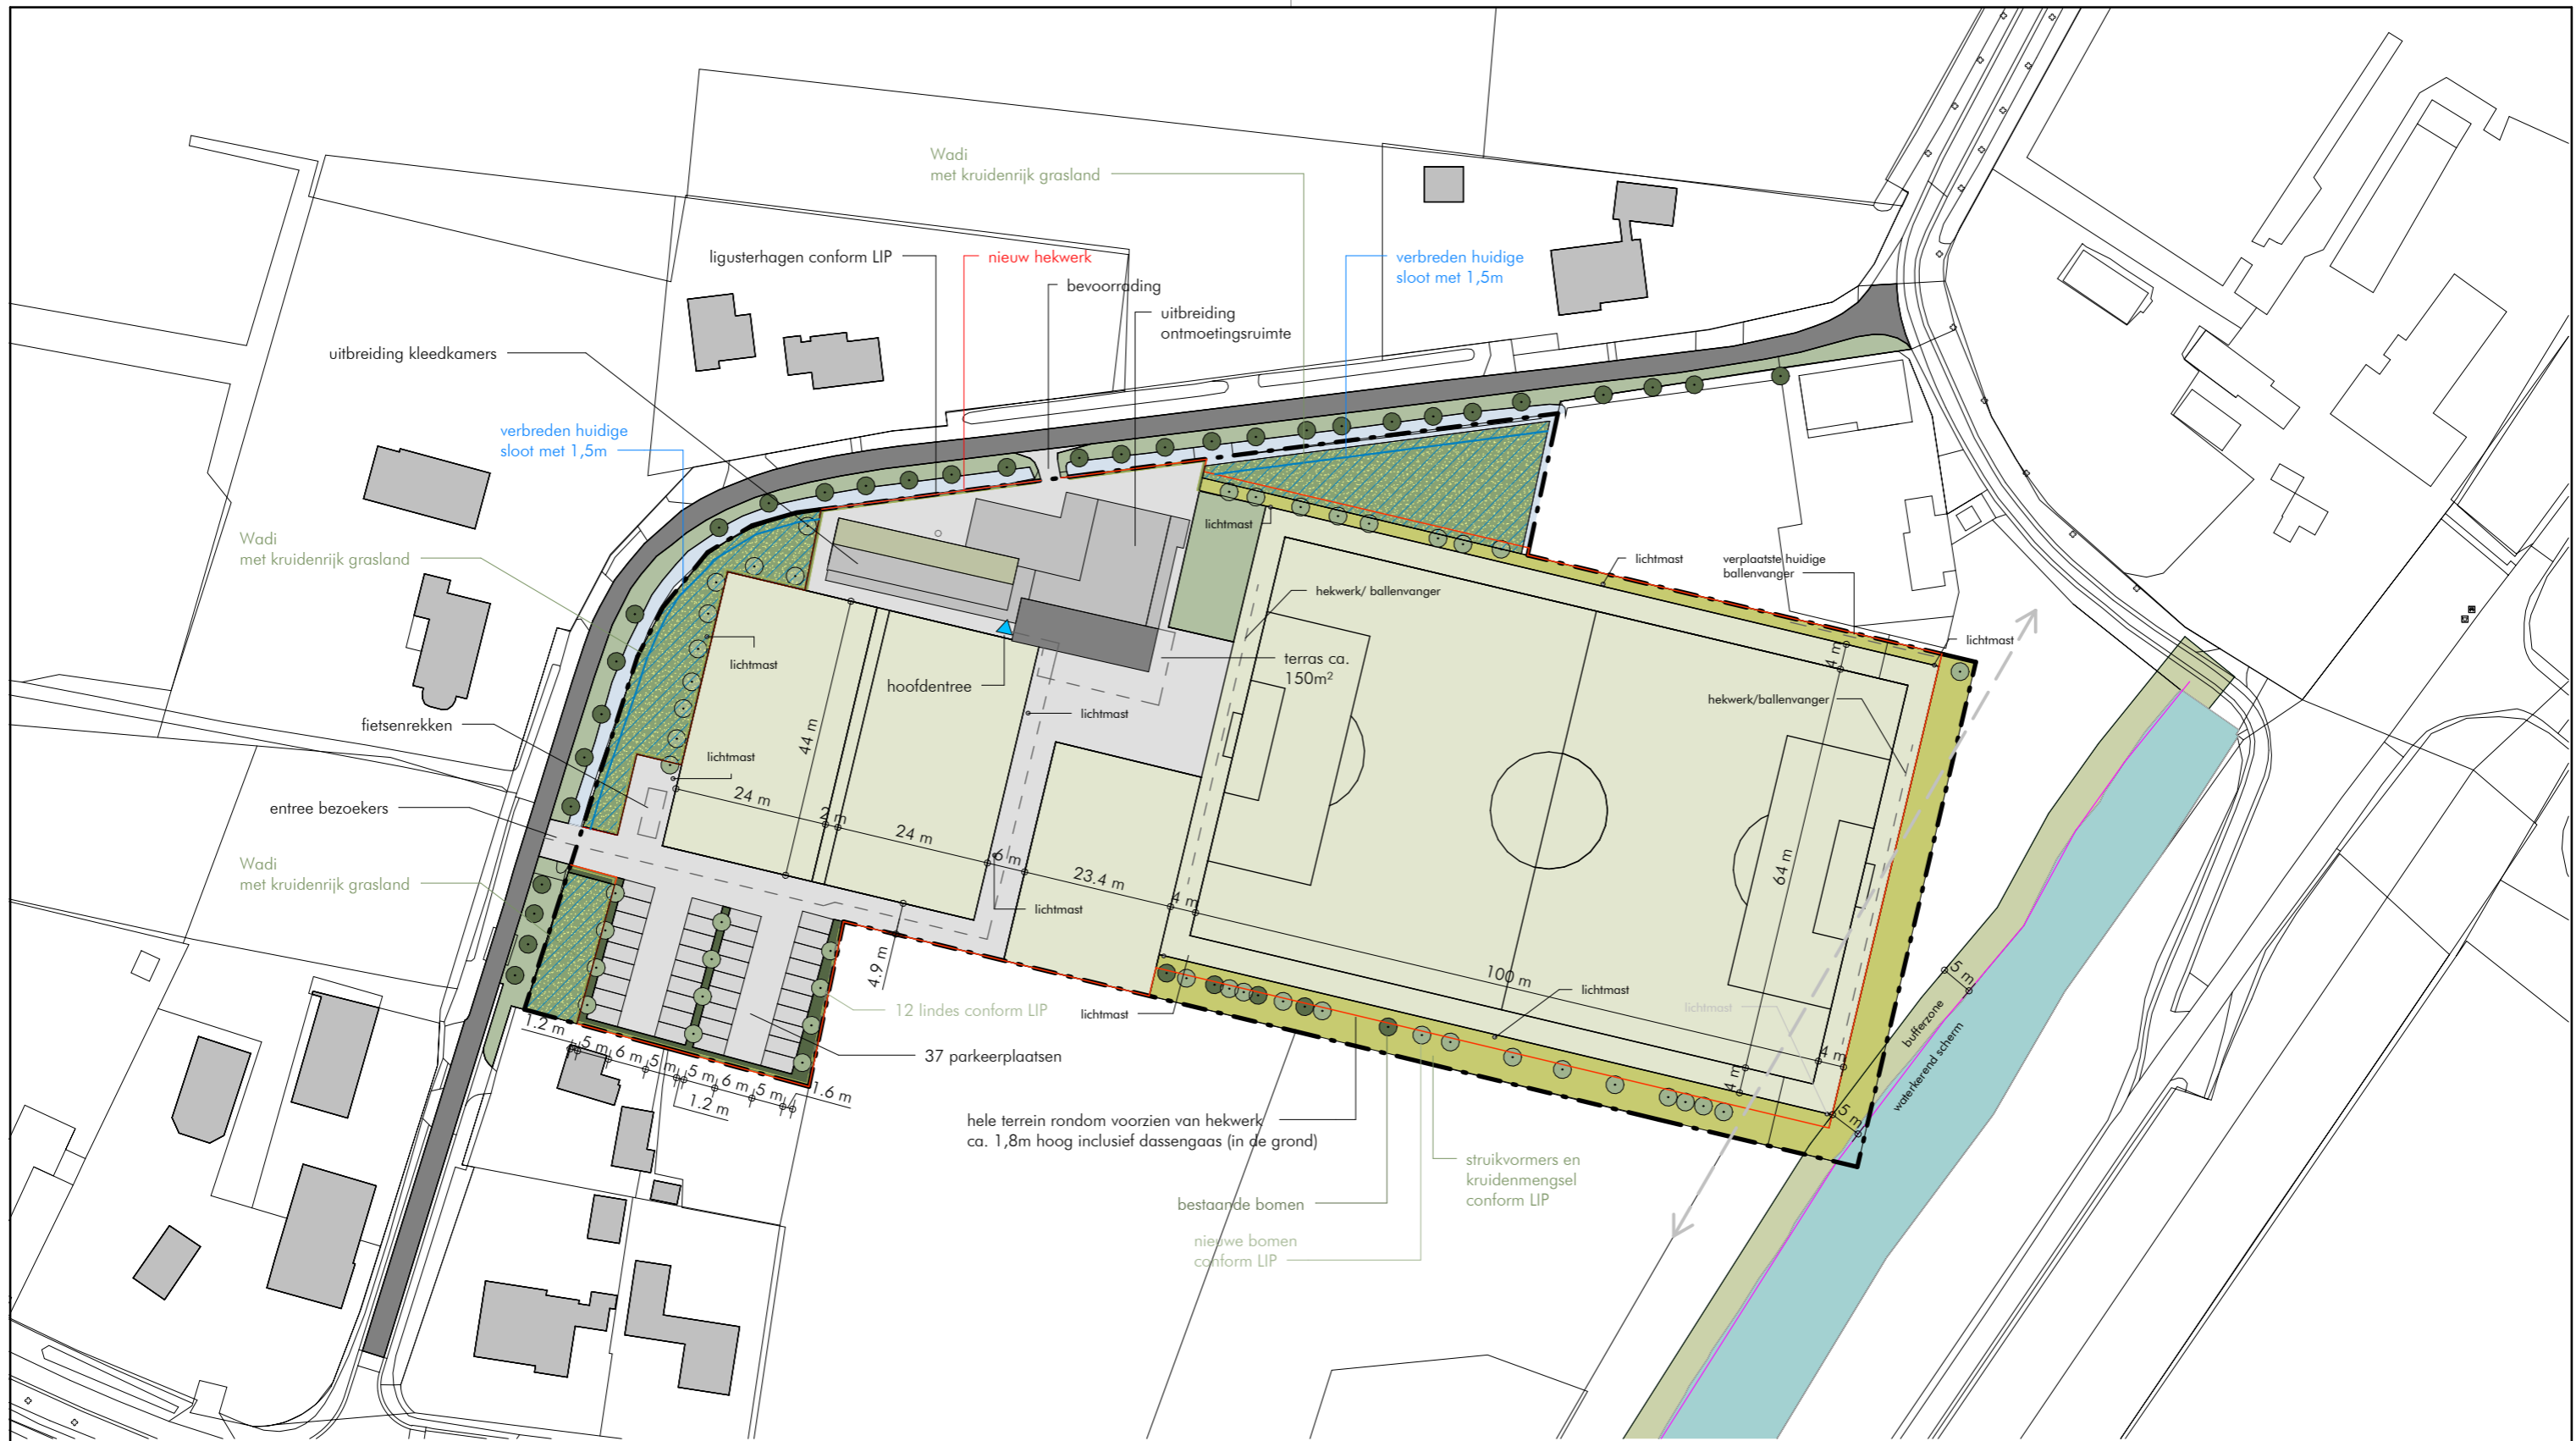 Wadi
met kruidenrijk grasland
ligusterhagen conform LIP
nieuw hekwerk
verbreden huidige
sloot met 1,5m
bevoorrading
uitbreiding
ontmoetingsruimte
uitbreiding kleedkamers
verbreden huidige
sloot met 1,5m
Wadi
met kruidenrijk grasland
lichtmast
lichtmast
verplaatste huidige
ballenvanger
hekwerk/ ballenvanger
lichtmast
4 m
lichtmast
terras ca.
150m²
hoofdentree
hekwerk/ballenvanger
lichtmast
fietsenrekken
44 m
lichtmast
entree bezoekers
24 m
2 m
24 m
6 m
23.4 m
4 m
64 m
Wadi
met kruidenrijk grasland
lichtmast
4.9 m
100 m
5 m
lichtmast
lichtmast
12 lindes conform LIP
lichtmast
bufferzone
waterkerend scherm
1.2 m
5 m
6 m
5 m
5 m
6 m
5 m
1.6 m
1.2 m
37 parkeerplaatsen
4 m
4 m
5 m
hele terrein rondom voorzien van hekwerk
ca. 1,8m hoog inclusief dassengaas (in de grond)
struikvormers en
kruidenmengsel
conform LIP
bestaande bomen
nieuwe bomen
conform LIP